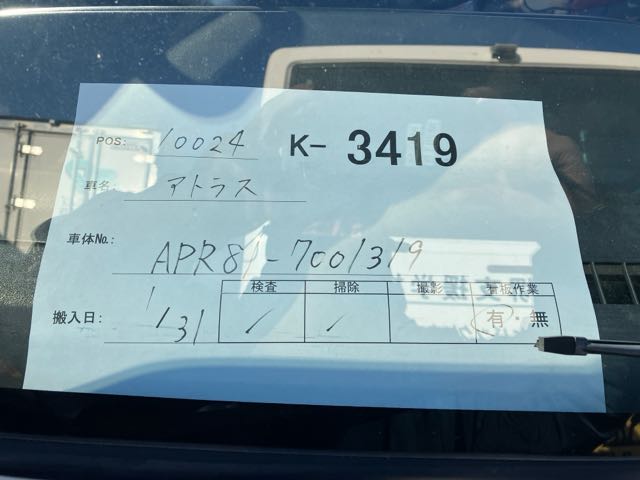 POS: 10024 K- 3419
車名: アトラス
車体No.: APR81-7001319
検査 掃除 撮影 看板作業
搬入日: 1/31 ✓ ✓ 有・無